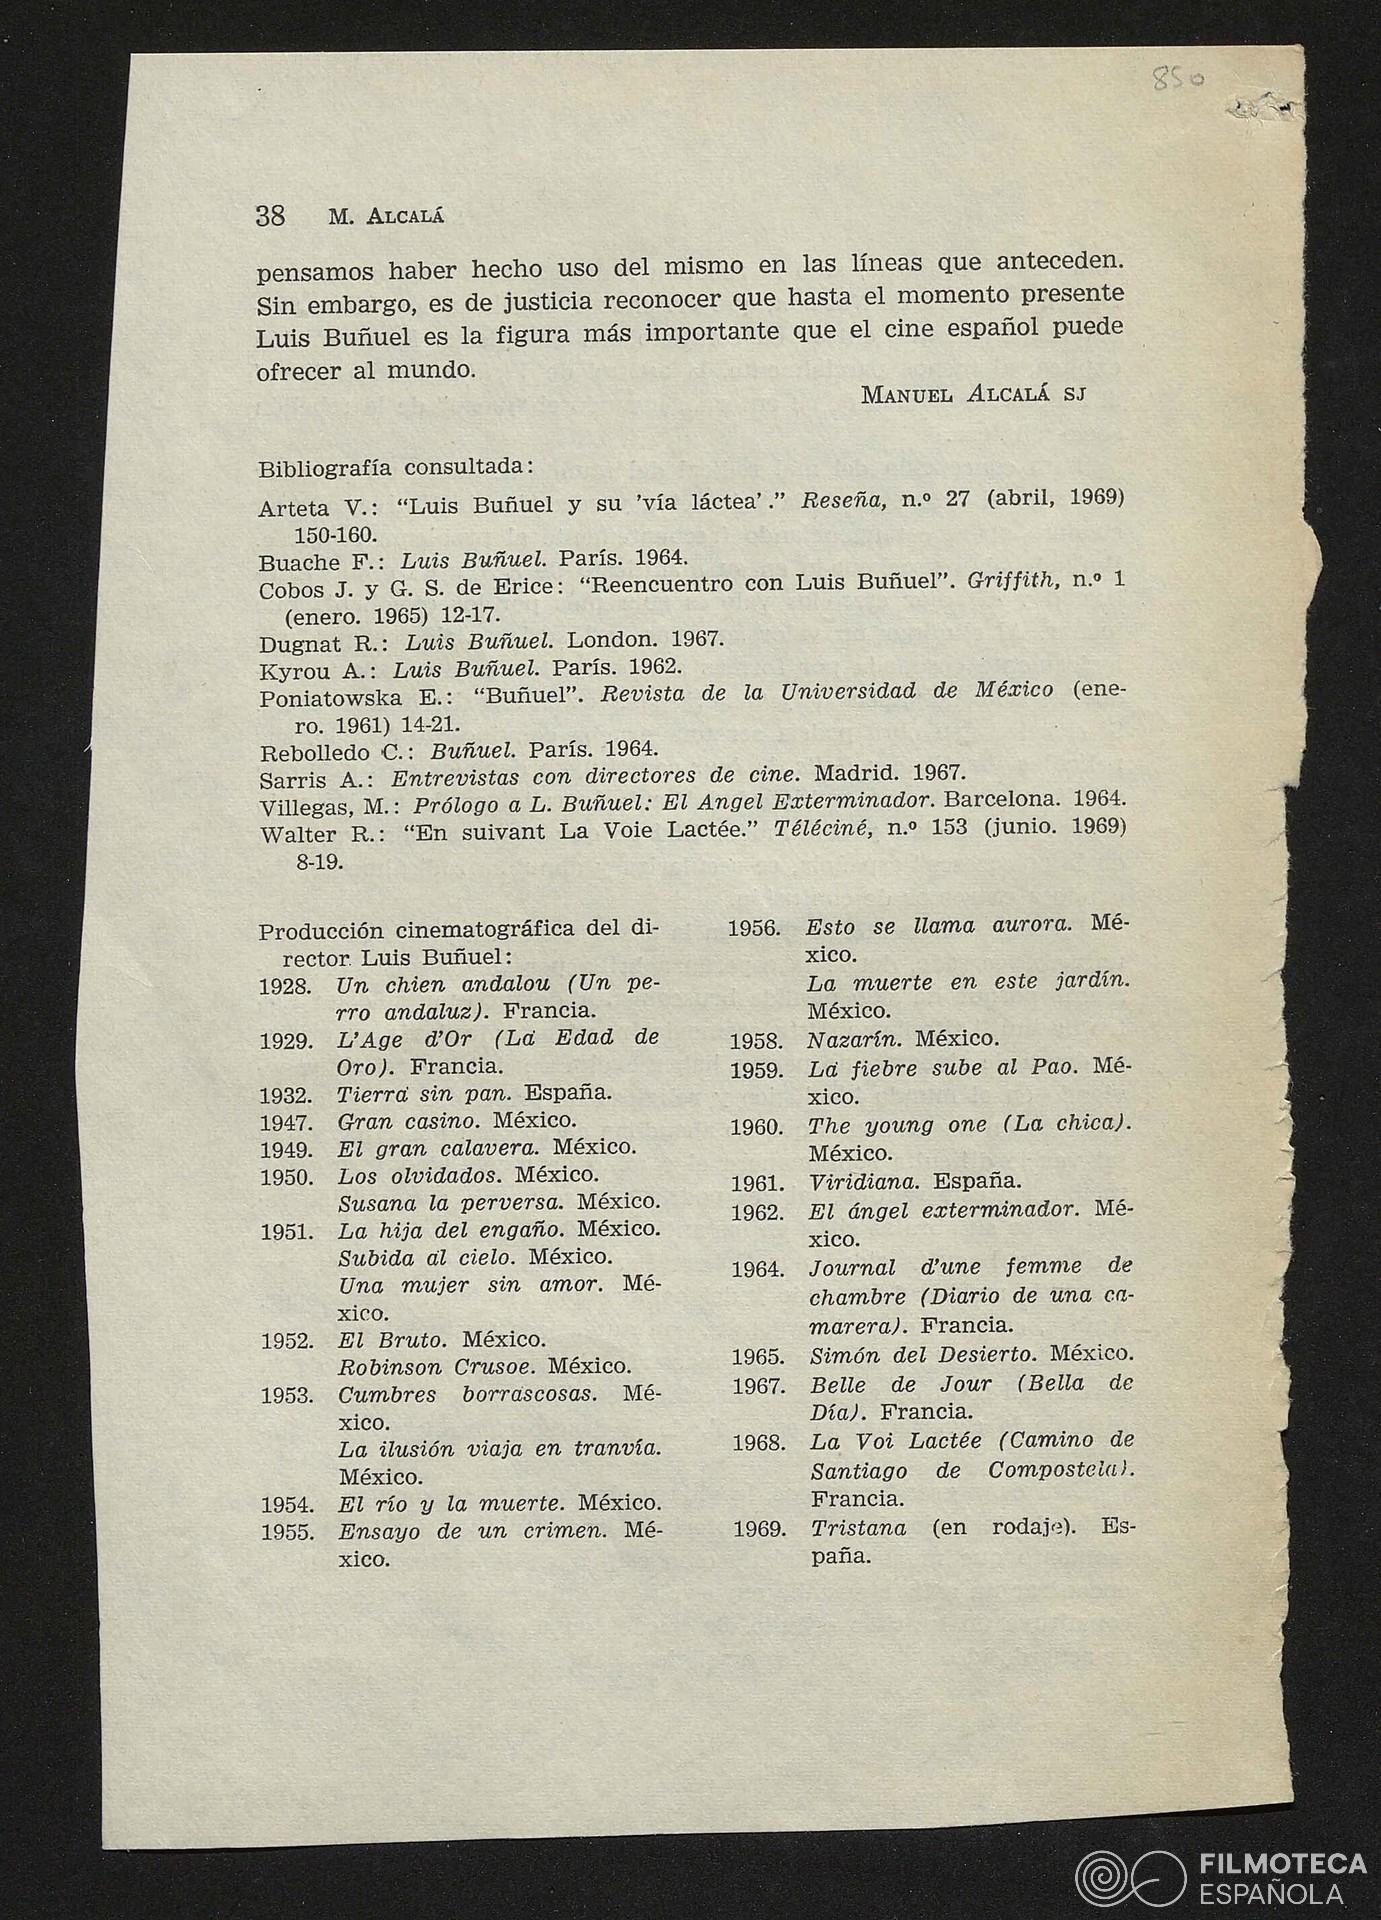 850
38 M. ALCALÁ
pensamos haber hecho uso del mismo en las líneas que anteceden.
Sin embargo, es de justicia reconocer que hasta el momento presente
Luis Buñuel es la figura más importante que el cine español puede
ofrecer al mundo.
MANUEL ALCALÁ SJ
Bibliografía consultada:
Arteta V.: “Luis Buñuel y su 'vía láctea'.” Reseña, n.º 27 (abril, 1969)
150-160.
Buache F.: Luis Buñuel. París. 1964.
Cobos J. y G. S. de Erice: “Reencuentro con Luis Buñuel”. Griffith, n.º 1
(enero. 1965) 12-17.
Dugnat R.: Luis Buñuel. London. 1967.
Kyrou A.: Luis Buñuel. París. 1962.
Poniatowska E.: “Buñuel”. Revista de la Universidad de México (ene-
ro. 1961) 14-21.
Rebolledo C.: Buñuel. París. 1964.
Sarris A.: Entrevistas con directores de cine. Madrid. 1967.
Villegas, M.: Prólogo a L. Buñuel: El Angel Exterminador. Barcelona. 1964.
Walter R.: “En suivant La Voie Lactée.” Téléciné, n.º 153 (junio. 1969)
8-19.
Producción cinematográfica del di-
rector Luis Buñuel:
1928. Un chien andalou (Un pe-
rro andaluz). Francia.
1929. L'Age d'Or (La Edad de
Oro). Francia.
1932. Tierra sin pan. España.
1947. Gran casino. México.
1949. El gran calavera. México.
1950. Los olvidados. México.
Susana la perversa. México.
1951. La hija del engaño. México.
Subida al cielo. México.
Una mujer sin amor. Mé-
xico.
1952. El Bruto. México.
Robinson Crusoe. México.
1953. Cumbres borrascosas. Mé-
xico.
La ilusión viaja en tranvía.
México.
1954. El río y la muerte. México.
1955. Ensayo de un crimen. Mé-
xico.
1956. Esto se llama aurora. Mé-
xico.
La muerte en este jardín.
México.
1958. Nazarín. México.
1959. La fiebre sube al Pao. Mé-
xico.
1960. The young one (La chica).
México.
1961. Viridiana. España.
1962. El ángel exterminador. Mé-
xico.
1964. Journal d'une femme de
chambre (Diario de una ca-
marera). Francia.
1965. Simón del Desierto. México.
1967. Belle de Jour (Bella de
Día). Francia.
1968. La Voi Lactée (Camino de
Santiago de Compostela).
Francia.
1969. Tristana (en rodaje). Es-
paña.
FILMOTECA
ESPAÑOLA